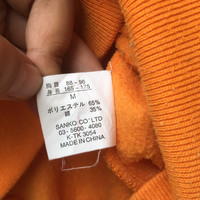 胸囲 88-96
身長 165-175
M
ポリエステル 65%
綿 35%
SANKO CO LTD
03-5600-4080
K-TK 3054
MADE IN CHINA